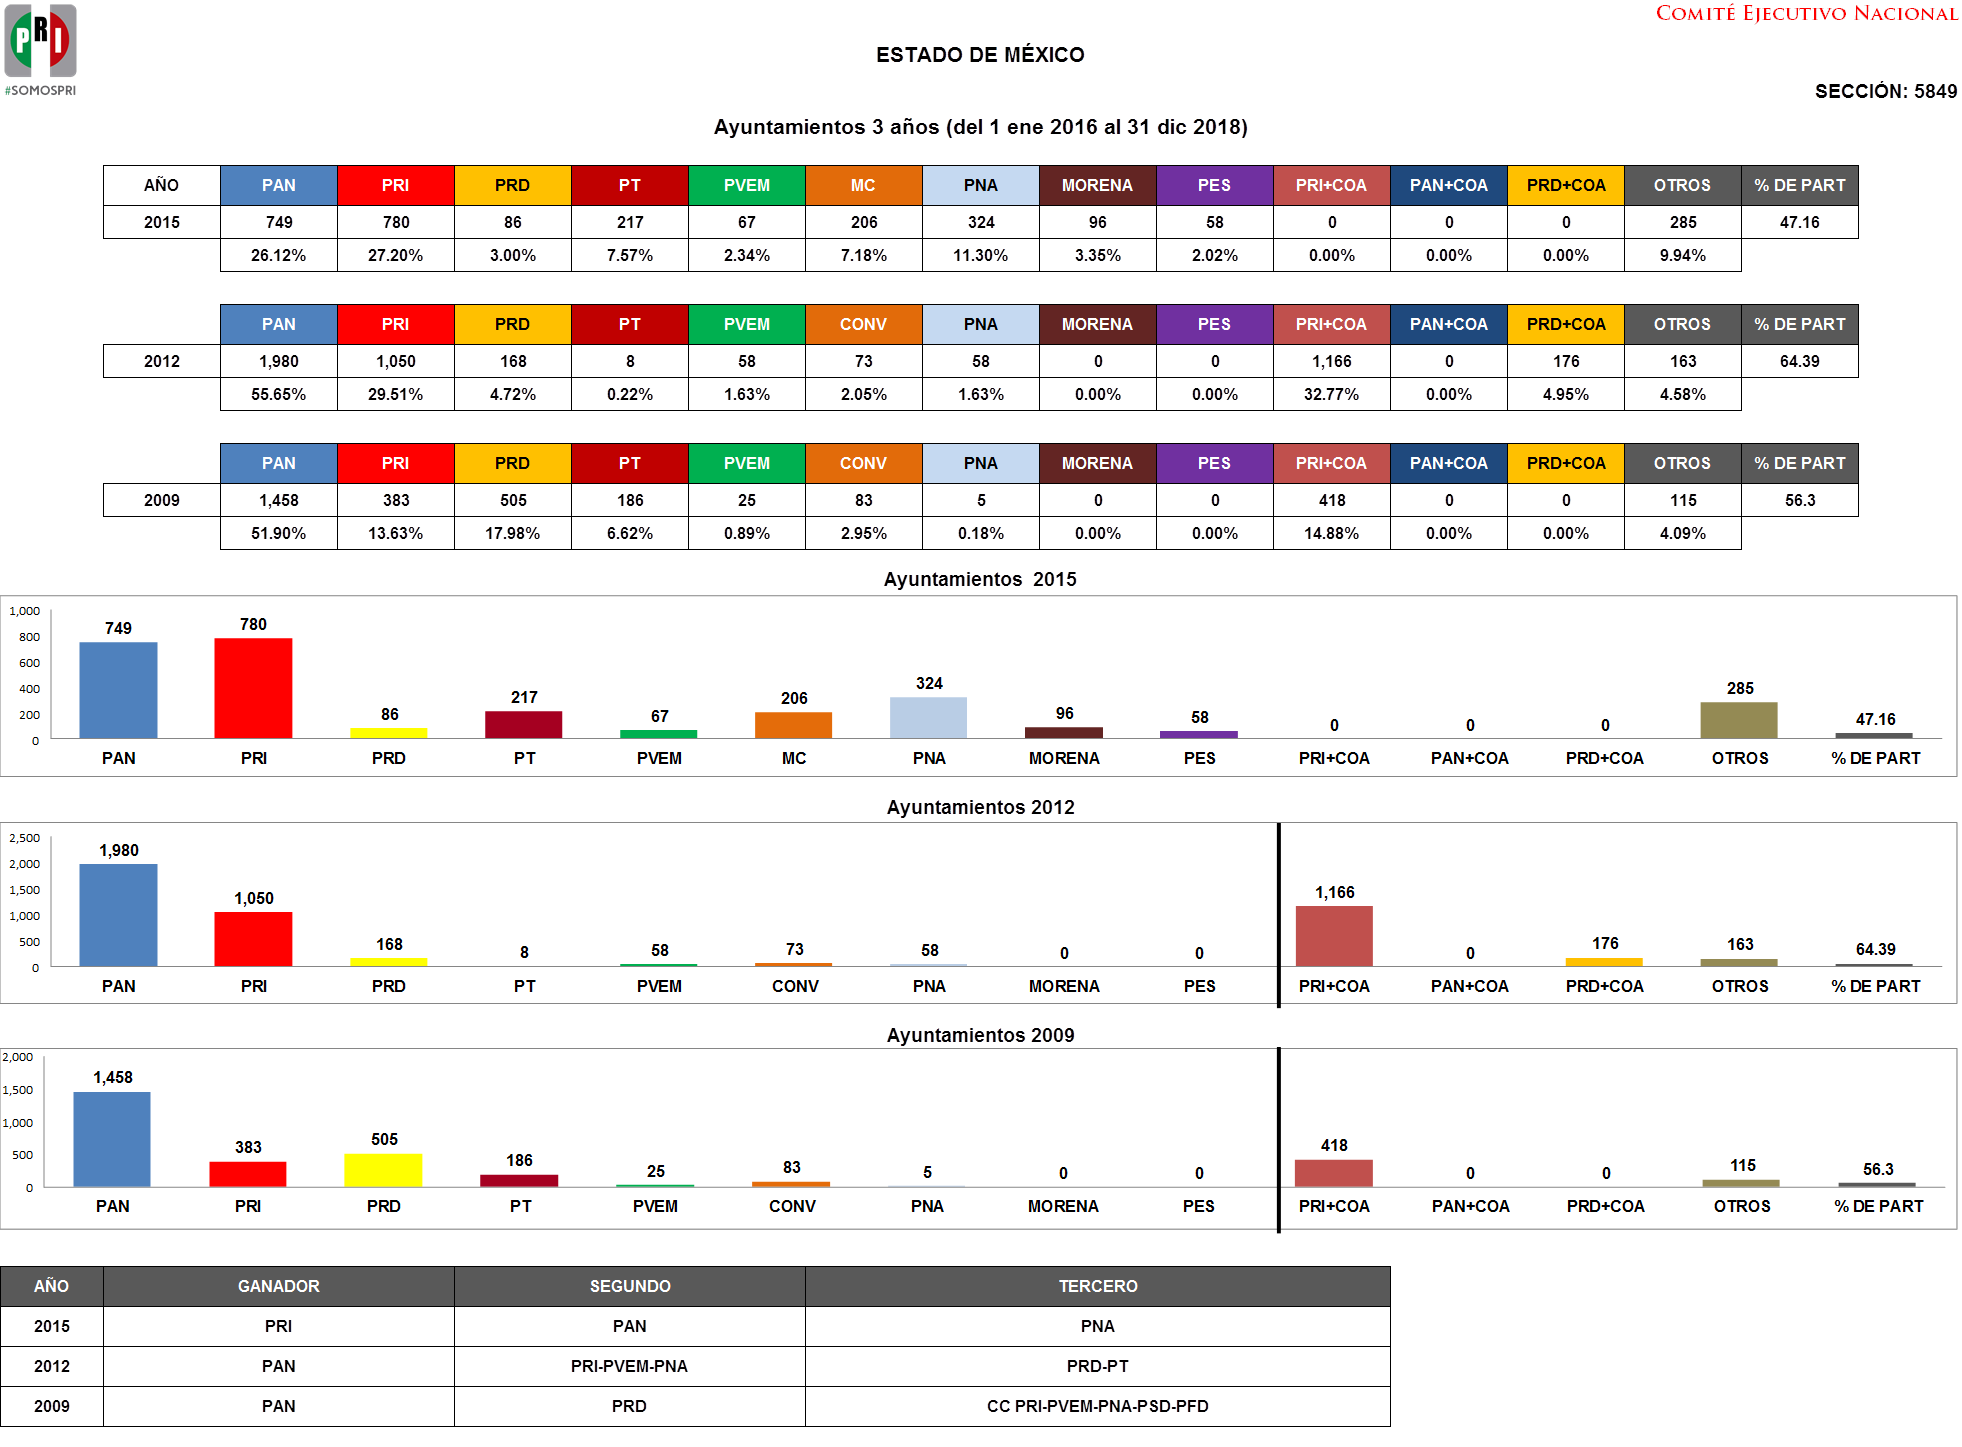 COMITÉ EJECUTIVO NACIONAL
PRI
#SOMOSPRI
ESTADO DE MÉXICO
SECCIÓN: 5849
Ayuntamientos 3 años (del 1 ene 2016 al 31 dic 2018)
AÑO PAN PRI PRD PT PVEM MC PNA MORENA PES PRI+COA PAN+COA PRD+COA OTROS % DE PART
2015 749 780 86 217 67 206 324 96 58 0 0 0 285 47.16
26.12% 27.20% 3.00% 7.57% 2.34% 7.18% 11.30% 3.35% 2.02% 0.00% 0.00% 0.00% 9.94%
PAN PRI PRD PT PVEM CONV PNA MORENA PES PRI+COA PAN+COA PRD+COA OTROS % DE PART
2012 1,980 1,050 168 8 58 73 58 0 0 1,166 0 176 163 64.39
55.65% 29.51% 4.72% 0.22% 1.63% 2.05% 1.63% 0.00% 0.00% 32.77% 0.00% 4.95% 4.58%
PAN PRI PRD PT PVEM CONV PNA MORENA PES PRI+COA PAN+COA PRD+COA OTROS % DE PART
2009 1,458 383 505 186 25 83 5 0 0 418 0 0 115 56.3
51.90% 13.63% 17.98% 6.62% 0.89% 2.95% 0.18% 0.00% 0.00% 14.88% 0.00% 0.00% 4.09%
Ayuntamientos 2015
1,000
800
600
400
200
0
749 780 86 217 67 206 324 96 58 0 0 0 285 47.16
PAN PRI PRD PT PVEM MC PNA MORENA PES PRI+COA PAN+COA PRD+COA OTROS % DE PART
Ayuntamientos 2012
2,500
2,000
1,500
1,000
500
0
1,980 1,050 168 8 58 73 58 0 0 1,166 0 176 163 64.39
PAN PRI PRD PT PVEM CONV PNA MORENA PES PRI+COA PAN+COA PRD+COA OTROS % DE PART
Ayuntamientos 2009
2,000
1,500
1,000
500
0
1,458 383 505 186 25 83 5 0 0 418 0 0 115 56.3
PAN PRI PRD PT PVEM CONV PNA MORENA PES PRI+COA PAN+COA PRD+COA OTROS % DE PART
AÑO GANADOR SEGUNDO TERCERO
2015 PRI PAN PNA
2012 PAN PRI-PVEM-PNA PRD-PT
2009 PAN PRD CC PRI-PVEM-PNA-PSD-PFD